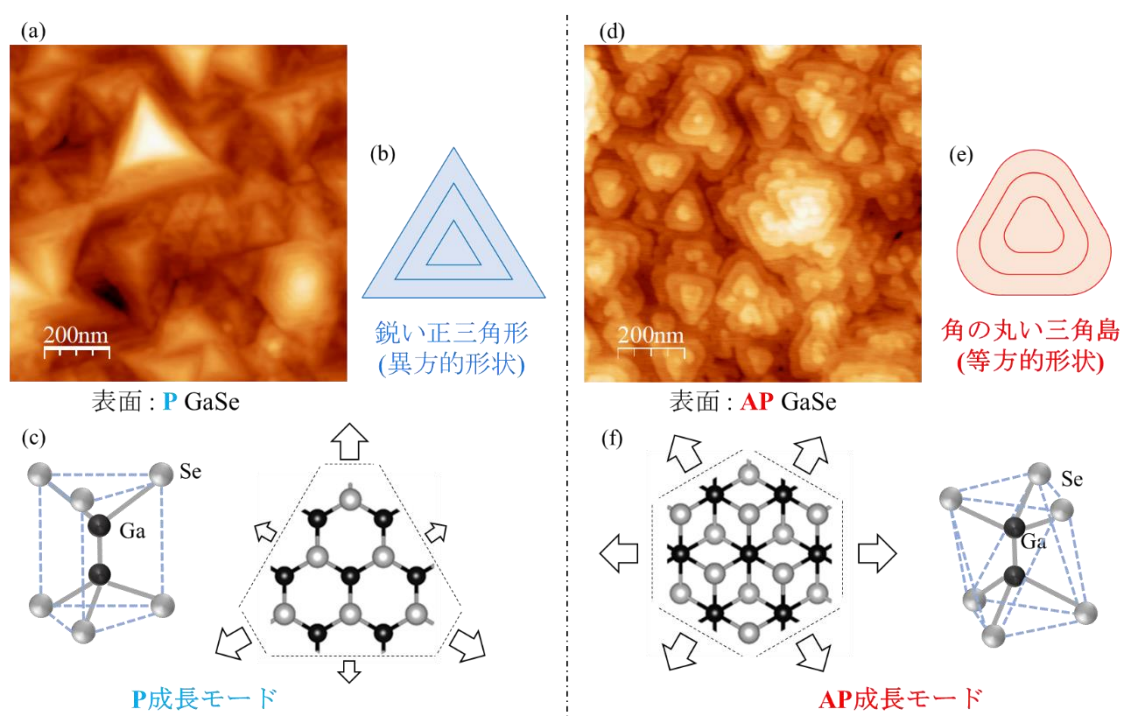 (a)
200nm
(b)
鋭い正三角形
(異方的形状)
表面 : P GaSe
(c)
Se
Ga
P成長モード
(d)
200nm
(e)
角の丸い三角島
(等方的形状)
表面 : AP GaSe
(f)
Se
Ga
AP成長モード